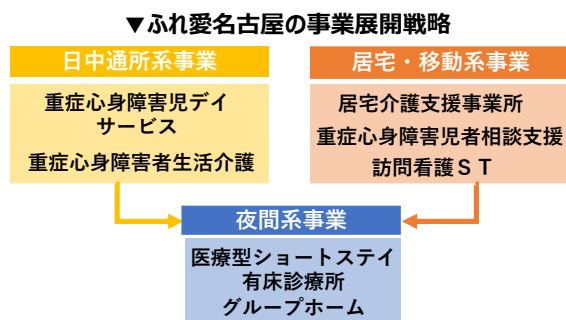 ▼ふれ愛名古屋の事業展開戦略
日中通所系事業
重症心身障害児デイ
サービス
重症心身障害者生活介護
居宅・移動系事業
居宅介護支援事業所
重症心身障害児者相談支援
訪問看護ＳＴ
夜間系事業
医療型ショートステイ
有床診療所
グループホーム